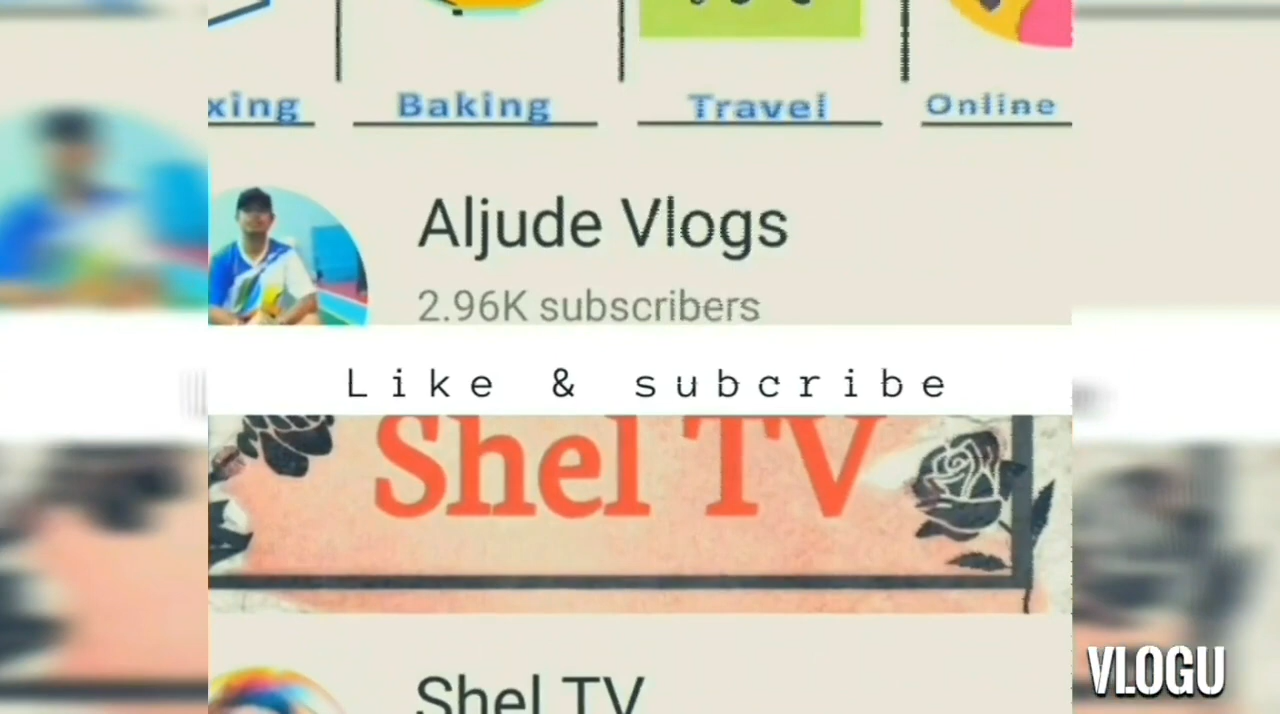 xing Baking Travel Online
Aljude Vlogs
2.96K subscribers
Like & subcribe
Shel TV
Shel TV
VLOGU